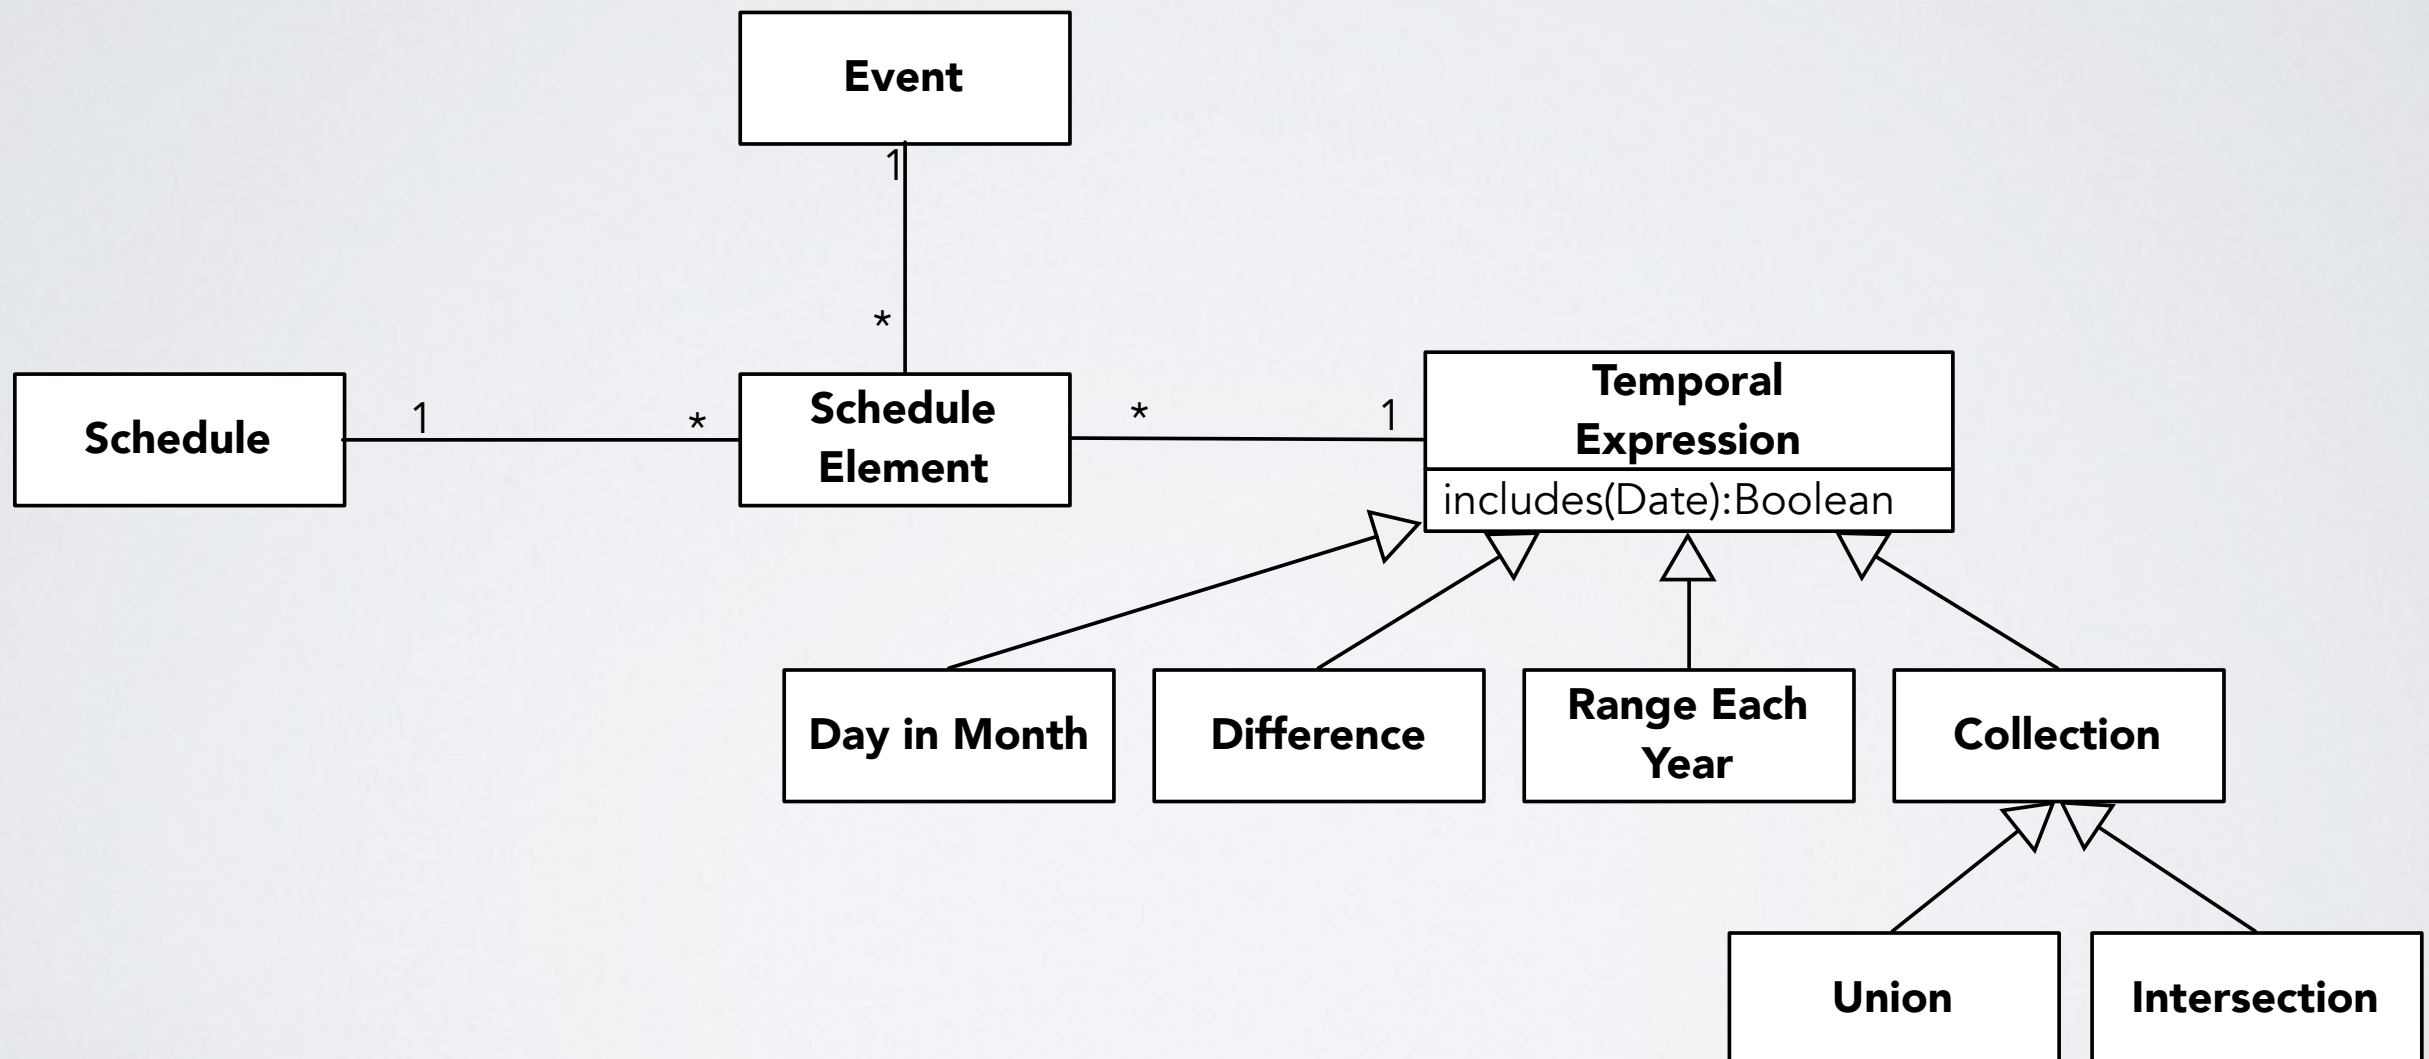 Event
1
*
Schedule
1
*
Schedule
Element
*
1
Temporal
Expression
includes(Date):Boolean
Day in Month
Difference
Range Each
Year
Collection
Union
Intersection